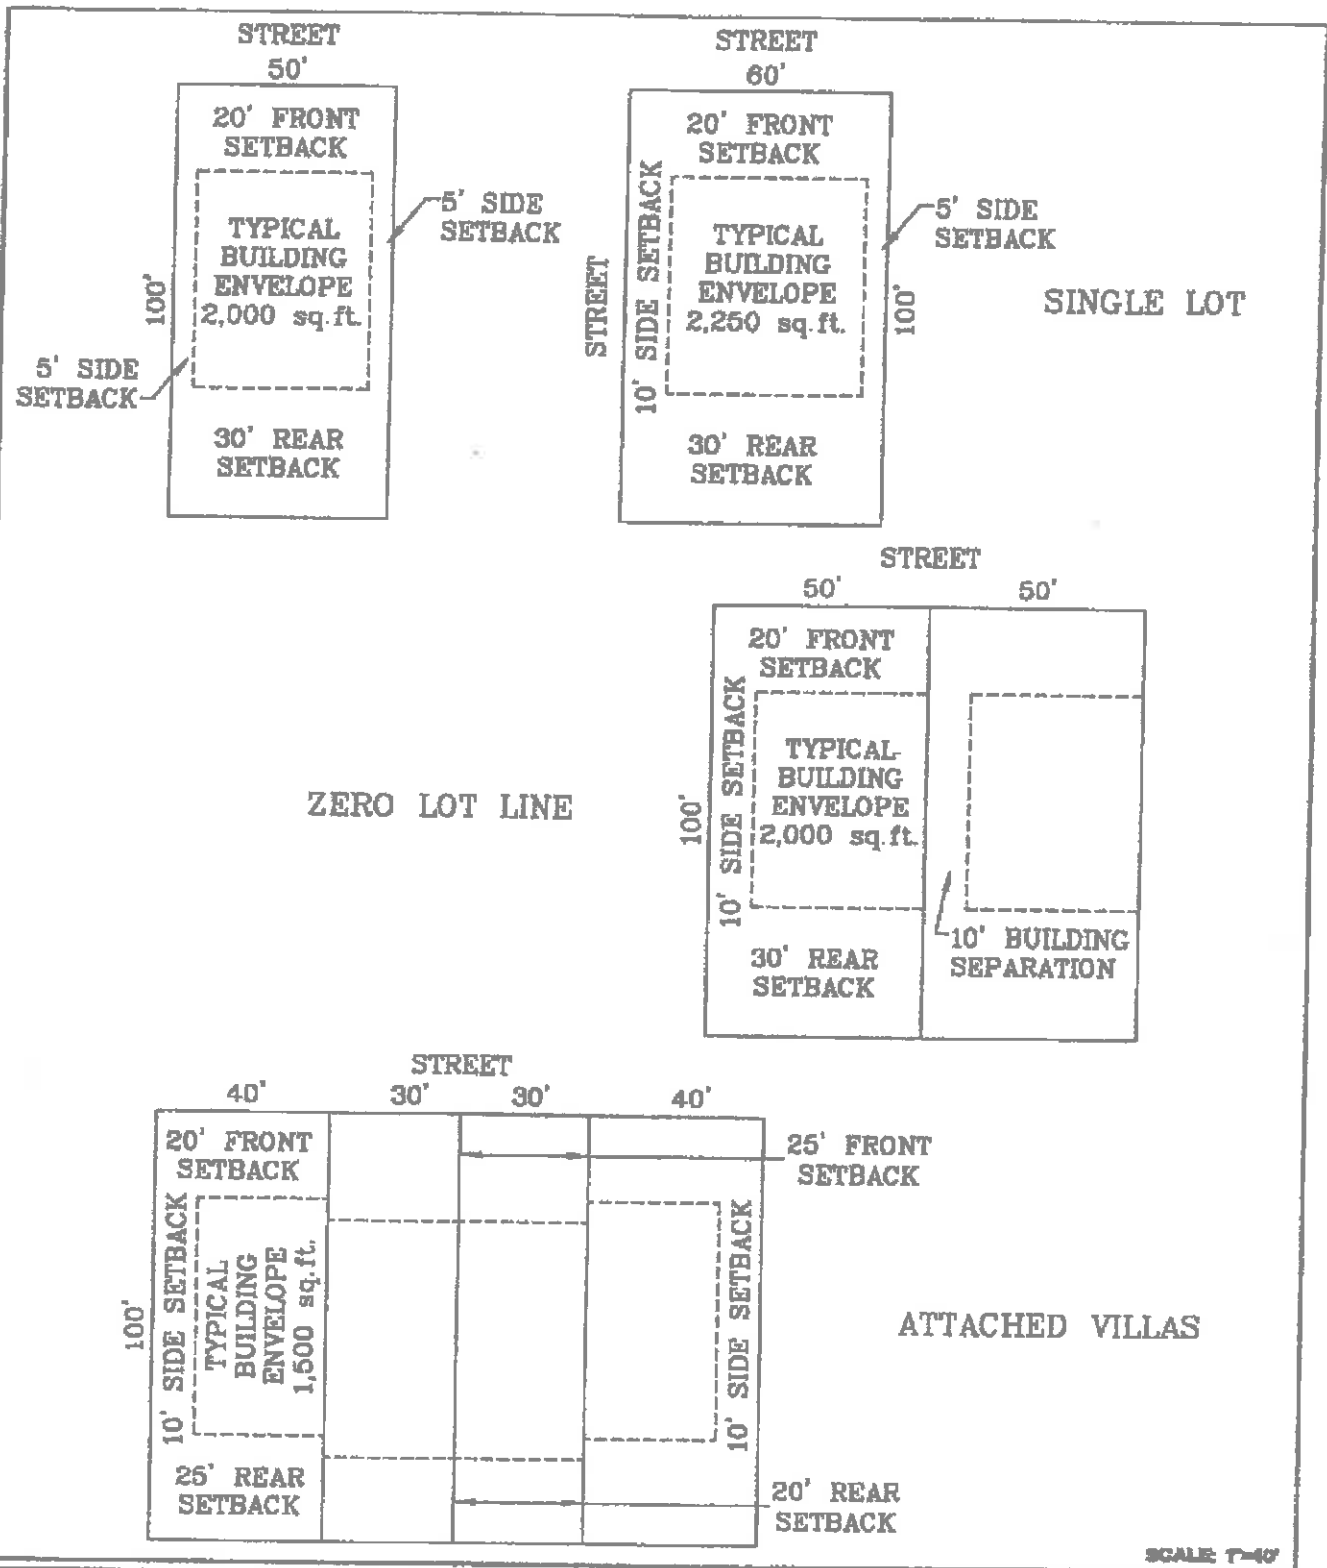 STREET
50'
20' FRONT
SETBACK
5' SIDE
SETBACK
TYPICAL
BUILDING
ENVELOPE
2,000 sq.ft.
100'
5' SIDE
SETBACK
30' REAR
SETBACK
STREET
60'
20' FRONT
SETBACK
10' SIDE SETBACK
STREET
TYPICAL
BUILDING
ENVELOPE
2,250 sq.ft.
5' SIDE
SETBACK
100'
30' REAR
SETBACK
SINGLE LOT
STREET
50'
50'
20' FRONT
SETBACK
10' SIDE SETBACK
100'
TYPICAL
BUILDING
ENVELOPE
2,000 sq.ft.
30' REAR
SETBACK
10' BUILDING
SEPARATION
ZERO LOT LINE
STREET
40'
30'
30'
40'
20' FRONT
SETBACK
25' FRONT
SETBACK
100'
10' SIDE SETBACK
TYPICAL
BUILDING
ENVELOPE
1,500 sq.ft.
10' SIDE SETBACK
25' REAR
SETBACK
20' REAR
SETBACK
ATTACHED VILLAS
SCALE: 1"=40'